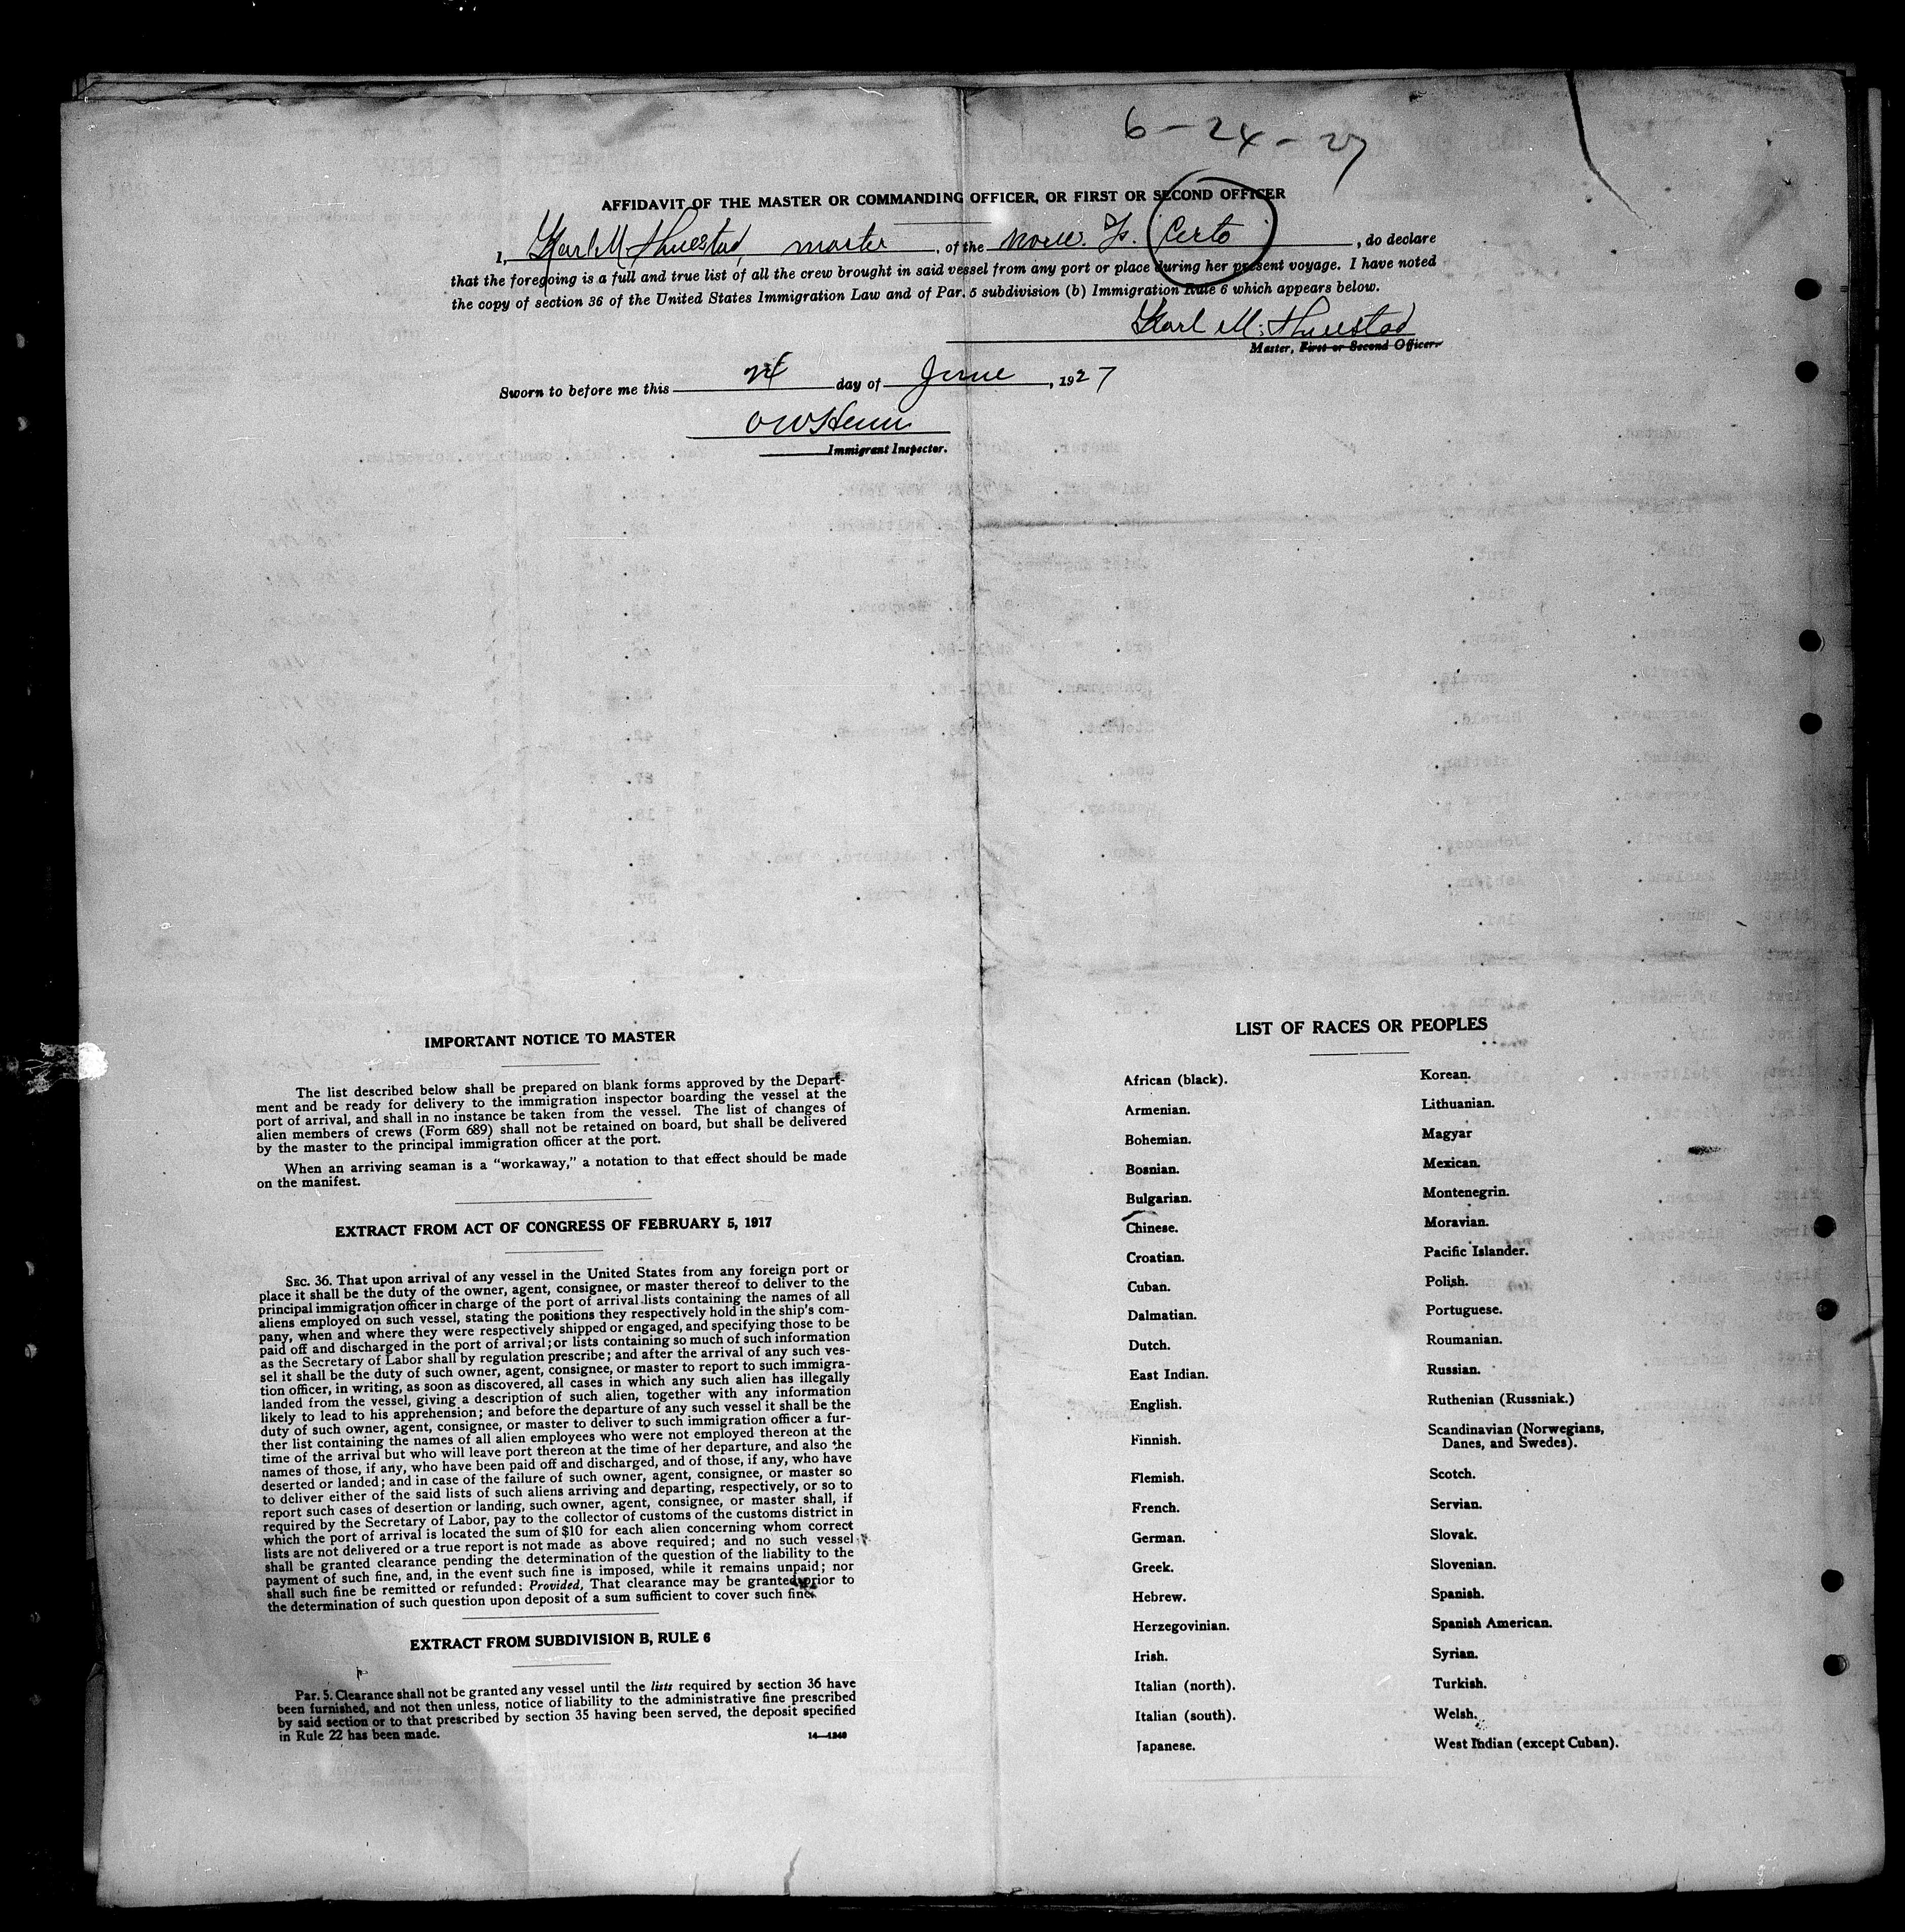 6-24-27
AFFIDAVIT OF THE MASTER OR COMMANDING OFFICER, OR FIRST OR SECOND OFFICER
I, Karl M. master, of the Norw. Certo, do declare
that the foregoing is a full and true list of all the crew brought in said vessel from any port or place during her present voyage. I have noted
the copy of section 36 of the United States Immigration Law and of Par. 5 subdivision (b) Immigration Rule 6 which appears below.
Karl M.
Master, First or Second Officer.
Sworn to before me this 24 day of June, 1927
Immigrant Inspector.
IMPORTANT NOTICE TO MASTER
The list described below shall be prepared on blank forms approved by the Depart-
ment and be ready for delivery to the immigration inspector boarding the vessel at the
port of arrival, and shall in no instance be taken from the vessel. The list of changes of
alien members of crews (Form 689) shall not be retained on board, but shall be delivered
by the master to the principal immigration officer at the port.
When an arriving seaman is a "workaway," a notation to that effect should be made
on the manifest.
EXTRACT FROM ACT OF CONGRESS OF FEBRUARY 5, 1917
SEC. 36. That upon arrival of any vessel in the United States from any foreign port or
place it shall be the duty of the owner, agent, consignee, or master thereof to deliver to the
principal immigration officer in charge of the port of arrival lists containing the names of all
aliens employed on such vessel, stating the positions they respectively hold in the ship's com-
pany, when and where they were respectively shipped or engaged, and specifying those to be
paid off and discharged in the port of arrival; or lists containing so much of such information
as the Secretary of Labor shall by regulation prescribe; and after the arrival of any such ves-
sel it shall be the duty of such owner, agent, consignee, or master to report to such immigra-
tion officer, in writing, as soon as discovered, all cases in which any such alien has illegally
landed from the vessel, giving a description of such alien, together with any information
likely to lead to his apprehension; and before the departure of any such vessel it shall be the
duty of such owner, agent, consignee, or master to deliver to such immigration officer a fur-
ther list containing the names of all alien employees who were not employed thereon at the
time of the arrival but who will leave port thereon at the time of her departure, and also the
names of those, if any, who have been paid off and discharged, and of those, if any, who have
deserted or landed; and in case of the failure of such owner, agent, consignee, or master so
to deliver either of the said lists of such aliens arriving and departing, respectively, or so to
report such cases of desertion or landing, such owner, agent, consignee, or master shall, if
required by the Secretary of Labor, pay to the collector of customs of the customs district in
which the port of arrival is located the sum of $10 for each alien concerning whom correct
lists are not delivered or a true report is not made as above required; and no such vessel
shall be granted clearance pending the determination of the question of the liability to the
payment of such fine, and, in the event such fine is imposed, while it remains unpaid; nor
shall such fine be remitted or refunded: Provided, That clearance may be granted prior to
the determination of such question upon deposit of a sum sufficient to cover such fine.
EXTRACT FROM SUBDIVISION B, RULE 6
Par. 5. Clearance shall not be granted any vessel until the lists required by section 36 have
been furnished, and not then unless, notice of liability to the administrative fine prescribed
by said section or to that prescribed by section 35 having been served, the deposit specified
in Rule 22 has been made.
14—1240
LIST OF RACES OR PEOPLES
African (black).
Armenian.
Bohemian.
Bosnian.
Bulgarian.
Chinese.
Croatian.
Cuban.
Dalmatian.
Dutch.
East Indian.
English.
Finnish.
Flemish.
French.
German.
Greek.
Hebrew.
Herzegovinian.
Irish.
Italian (north).
Italian (south).
Japanese.
Korean.
Lithuanian.
Magyar
Mexican.
Montenegrin.
Moravian.
Pacific Islander.
Polish.
Portuguese.
Roumanian.
Russian.
Ruthenian (Russniak.)
Scandinavian (Norwegians,
Danes, and Swedes).
Scotch.
Servian.
Slovak.
Slovenian.
Spanish.
Spanish American.
Syrian.
Turkish.
Welsh.
West Indian (except Cuban).